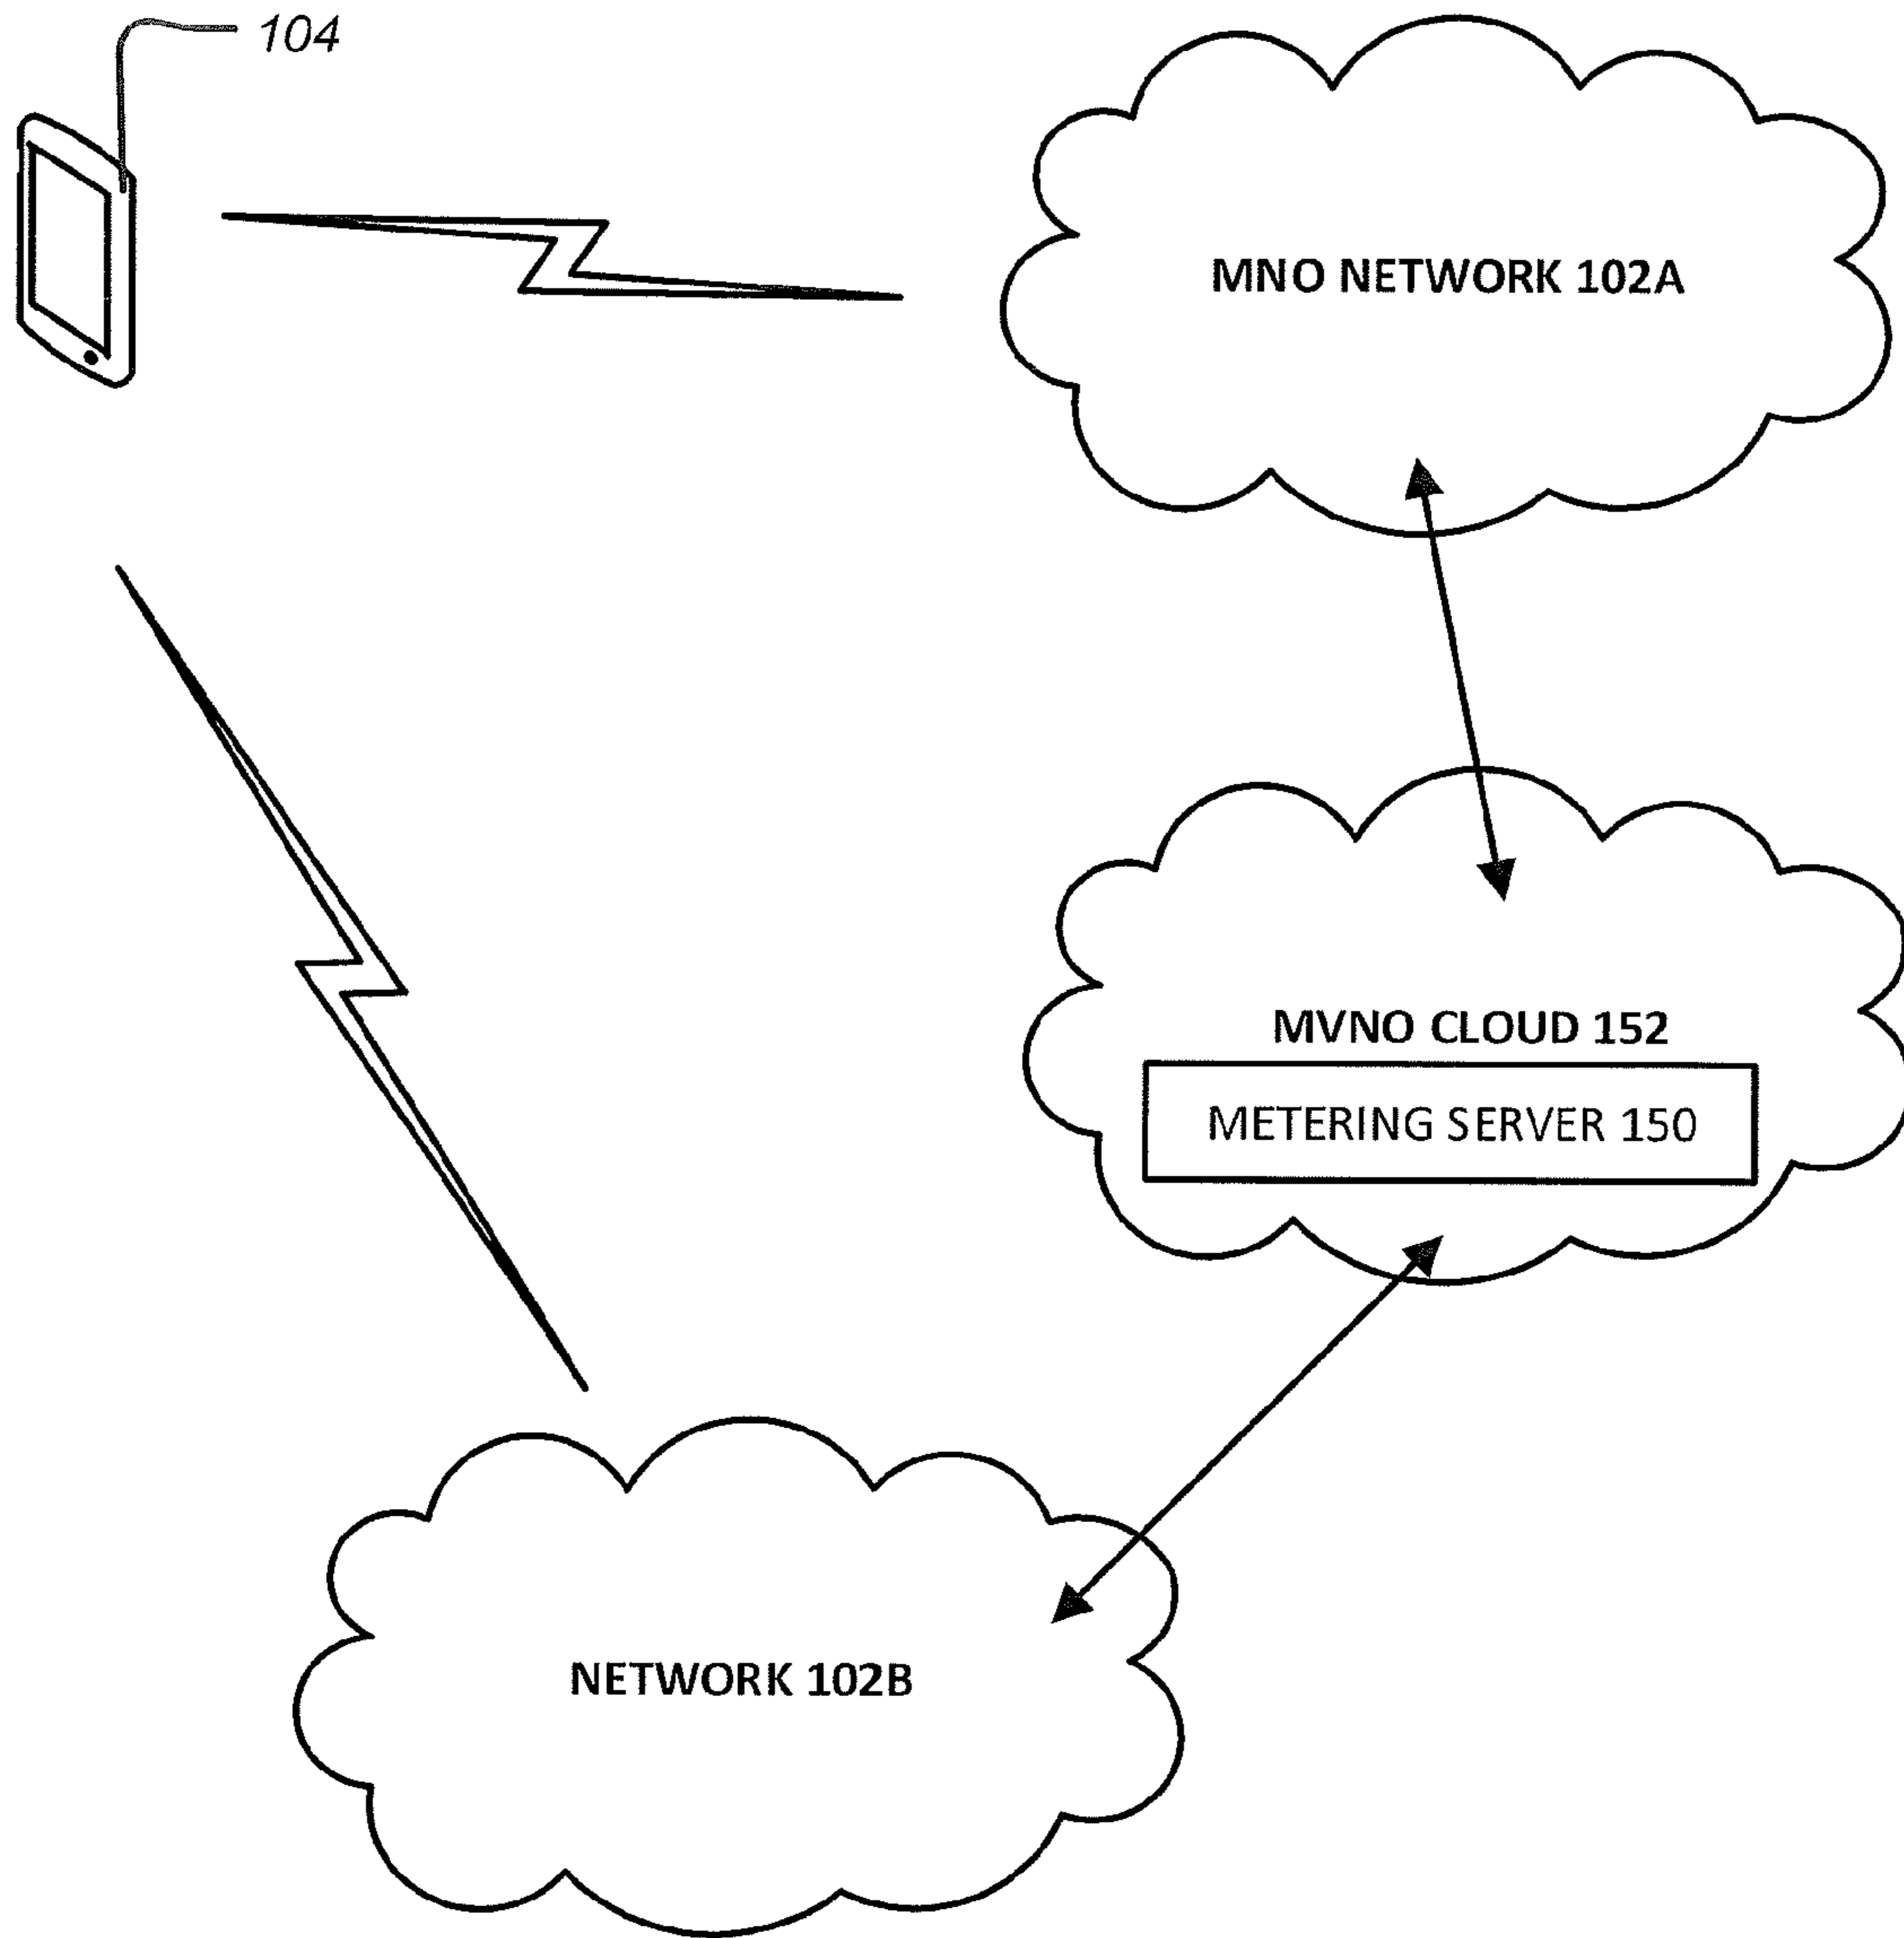 104
MNO NETWORK 102A
MVNO CLOUD 152
METERING SERVER 150
NETWORK 102B